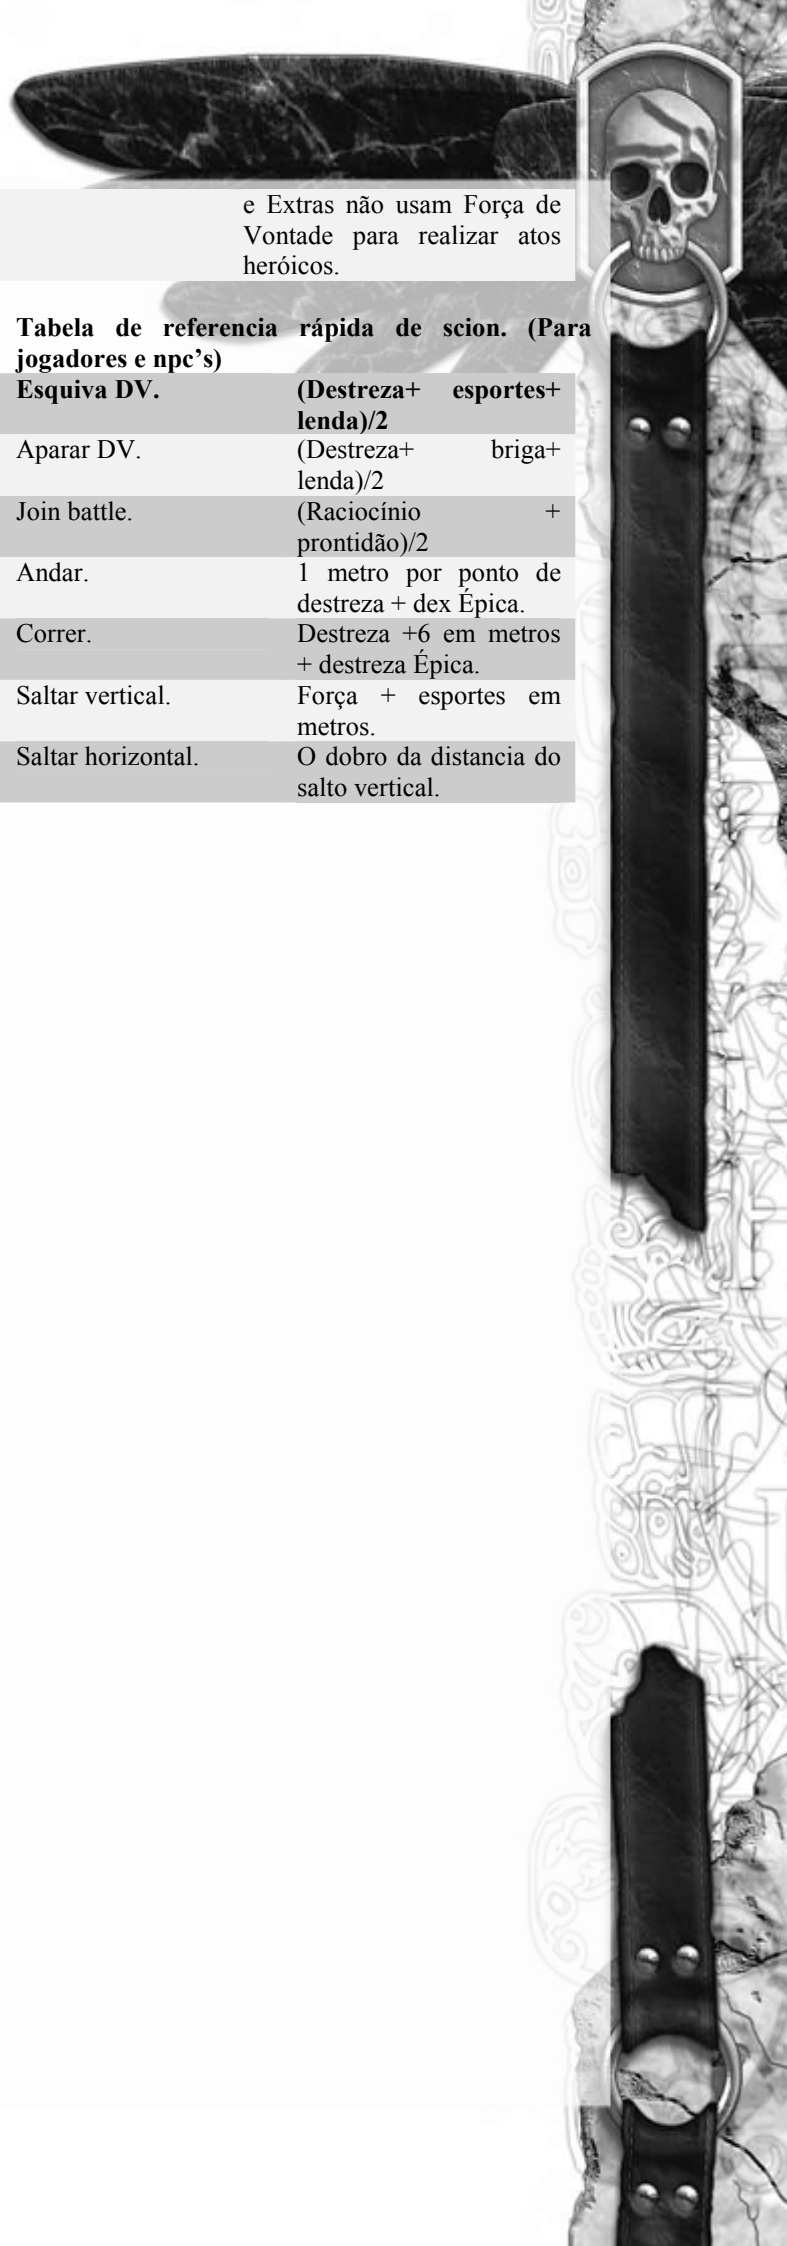 e Extras não usam Força de
Vontade para realizar atos
heróicos.
Tabela de referencia rápida de scion. (Para
jogadores e npc’s)
Esquiva DV. (Destreza+ esportes+
lenda)/2
Aparar DV. (Destreza+ briga+
lenda)/2
Join battle. (Raciocínio +
prontidão)/2
Andar. 1 metro por ponto de
destreza + dex Épica.
Correr. Destreza +6 em metros
+ destreza Épica.
Saltar vertical. Força + esportes em
metros.
Saltar horizontal. O dobro da distancia do
salto vertical.